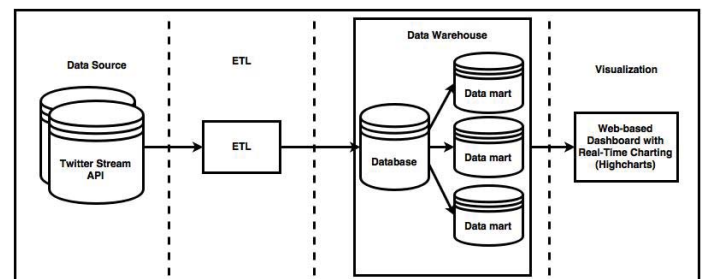 Data Source
ETL
Data Warehouse
Visualization
Twitter Stream
API
ETL
Database
Data mart
Data mart
Data mart
Web-based
Dashboard with
Real-Time Charting
(Highcharts)